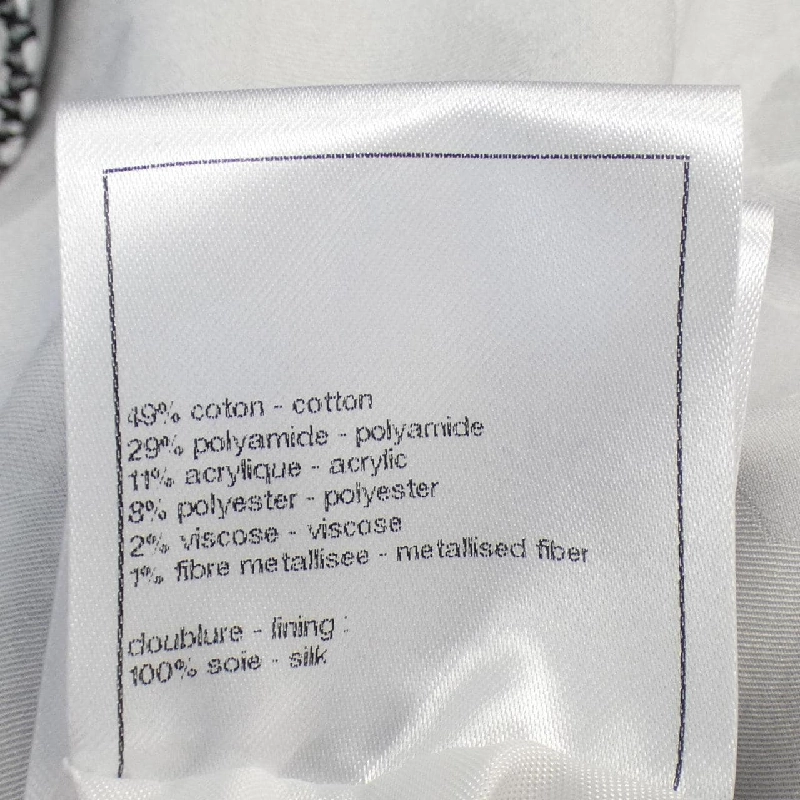 49% coton - cotton
29% polyamide - polyamide
11% acrylique - acrylic
8% polyester - polyester
2% viscose - viscose
1% fibre metallisee - metallised fiber
doublure - lining :
100% soie - silk